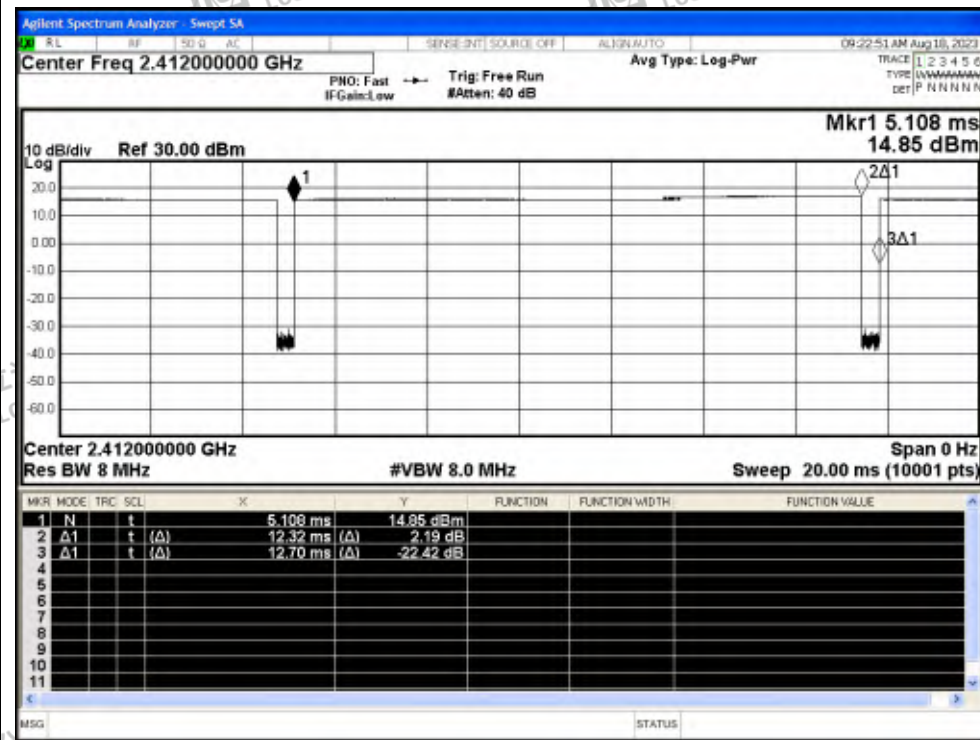 Agilent Spectrum Analyzer - Swept SA
RL RF 50 Ω AC SENSE:INT SOURCE OFF ALIGN AUTO 09:22:51 AM Aug 18, 2023
Center Freq 2.412000000 GHz
PNO: Fast
IFGain:Low
Trig: Free Run
#Atten: 40 dB
Avg Type: Log-Pwr
TRACE 1 2 3 4 5 6
TYPE
DET P N N N N N
Mkr1 5.108 ms
14.85 dBm
10 dB/div Ref 30.00 dBm
Log
20.0
10.0
0.00
-10.0
-20.0
-30.0
-40.0
-50.0
-60.0
1
2Δ1
3Δ1
Center 2.412000000 GHz Span 0 Hz
Res BW 8 MHz #VBW 8.0 MHz Sweep 20.00 ms (10001 pts)
MKR MODE TRC SCL X Y FUNCTION FUNCTION WIDTH FUNCTION VALUE
1 N t 5.108 ms 14.85 dBm
2 Δ1 t (Δ) 12.32 ms (Δ) 2.19 dB
3 Δ1 t (Δ) 12.70 ms (Δ) -22.42 dB
4
5
6
7
8
9
10
11
MSG STATUS